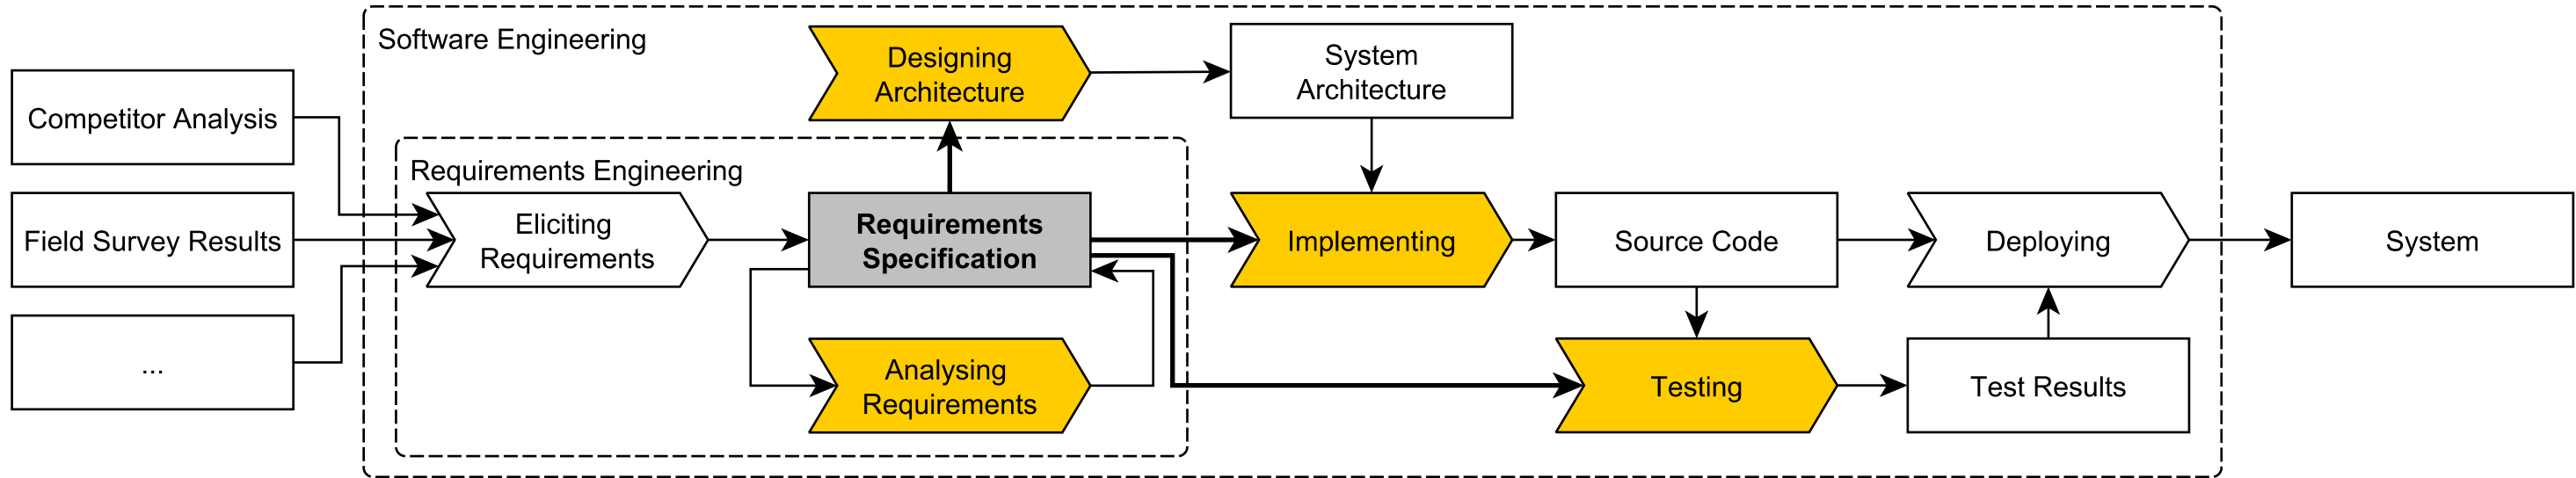 Software Engineering
Designing
Architecture
System
Architecture
Competitor Analysis
Requirements Engineering
Field Survey Results
Eliciting
Requirements
Requirements
Specification
Implementing
Source Code
Deploying
System
...
Analysing
Requirements
Testing
Test Results